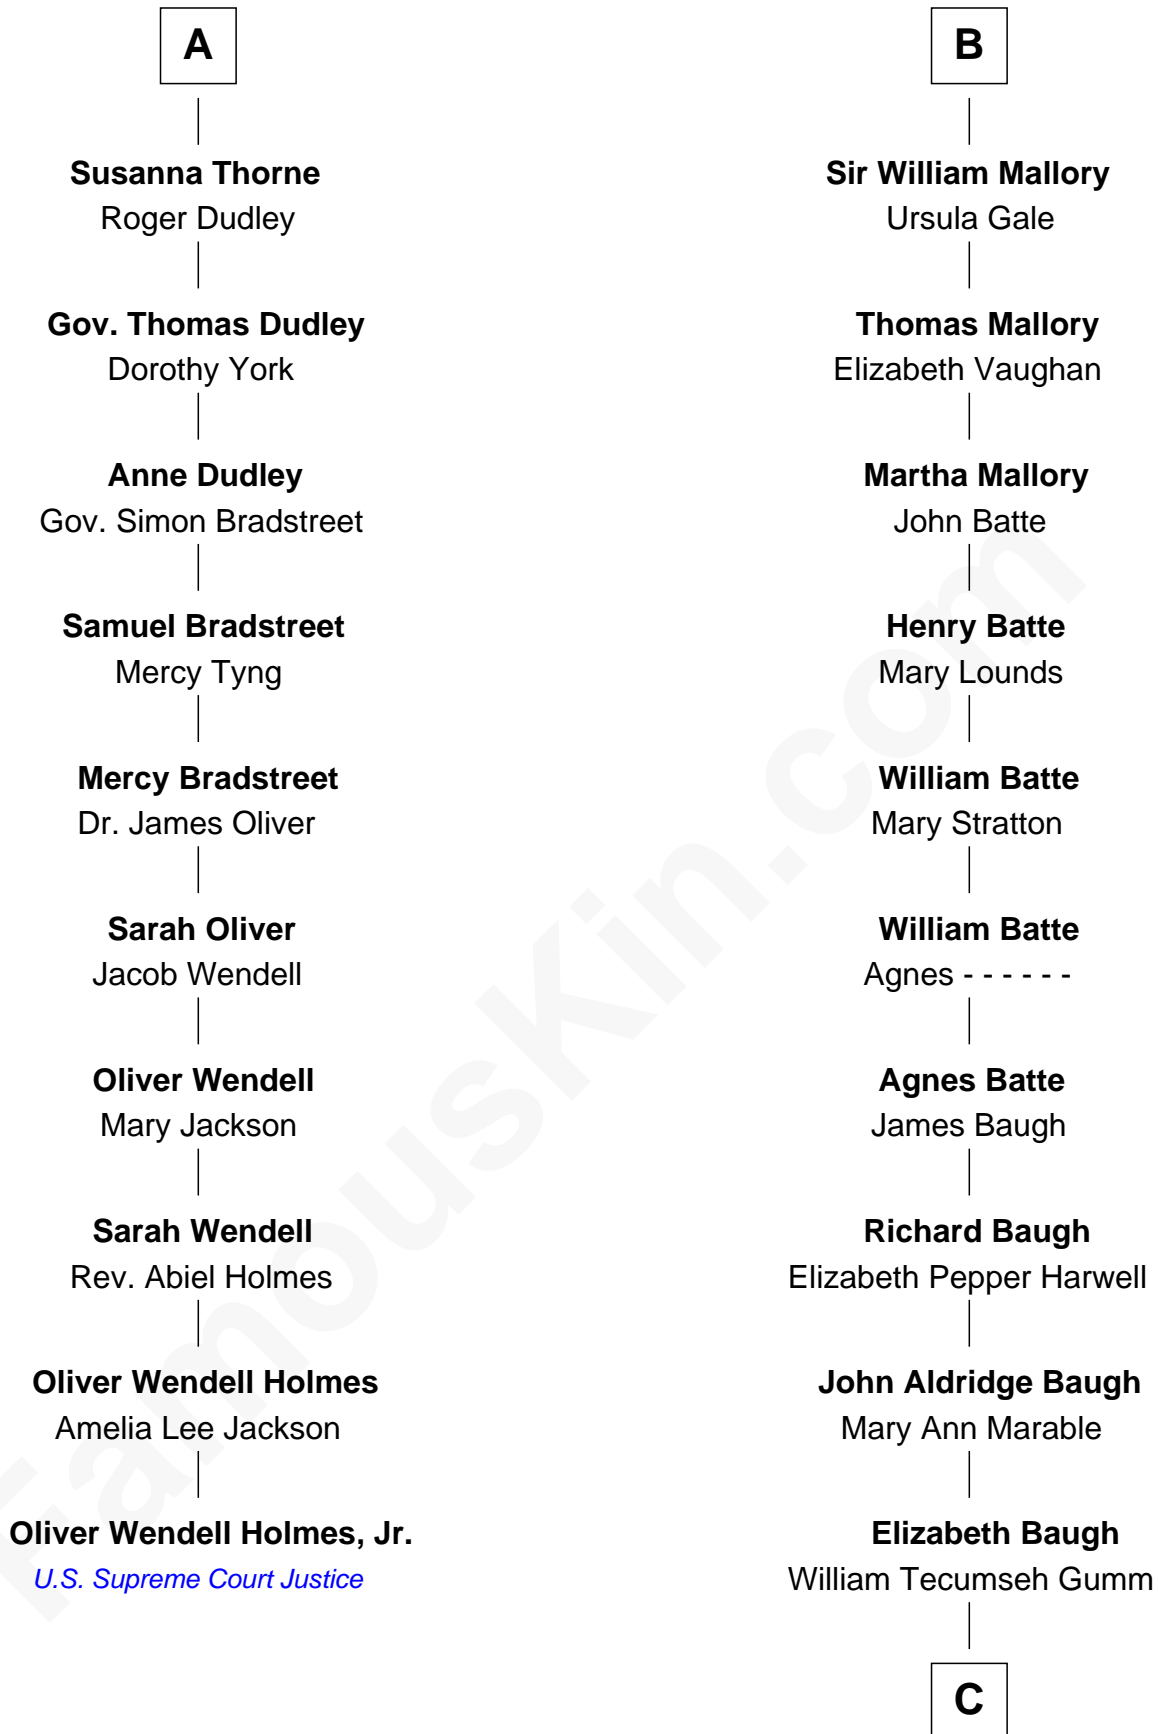 A
Susanna Thorne
Roger Dudley
Gov. Thomas Dudley
Dorothy York
Anne Dudley
Gov. Simon Bradstreet
Samuel Bradstreet
Mercy Tyng
Mercy Bradstreet
Dr. James Oliver
Sarah Oliver
Jacob Wendell
Oliver Wendell
Mary Jackson
Sarah Wendell
Rev. Abiel Holmes
Oliver Wendell Holmes
Amelia Lee Jackson
Oliver Wendell Holmes, Jr.
U.S. Supreme Court Justice
B
Sir William Mallory
Ursula Gale
Thomas Mallory
Elizabeth Vaughan
Martha Mallory
John Batte
Henry Batte
Mary Lounds
William Batte
Mary Stratton
William Batte
Agnes - - - - - -
Agnes Batte
James Baugh
Richard Baugh
Elizabeth Pepper Harwell
John Aldridge Baugh
Mary Ann Marable
Elizabeth Baugh
William Tecumseh Gumm
C
FamousKin.com